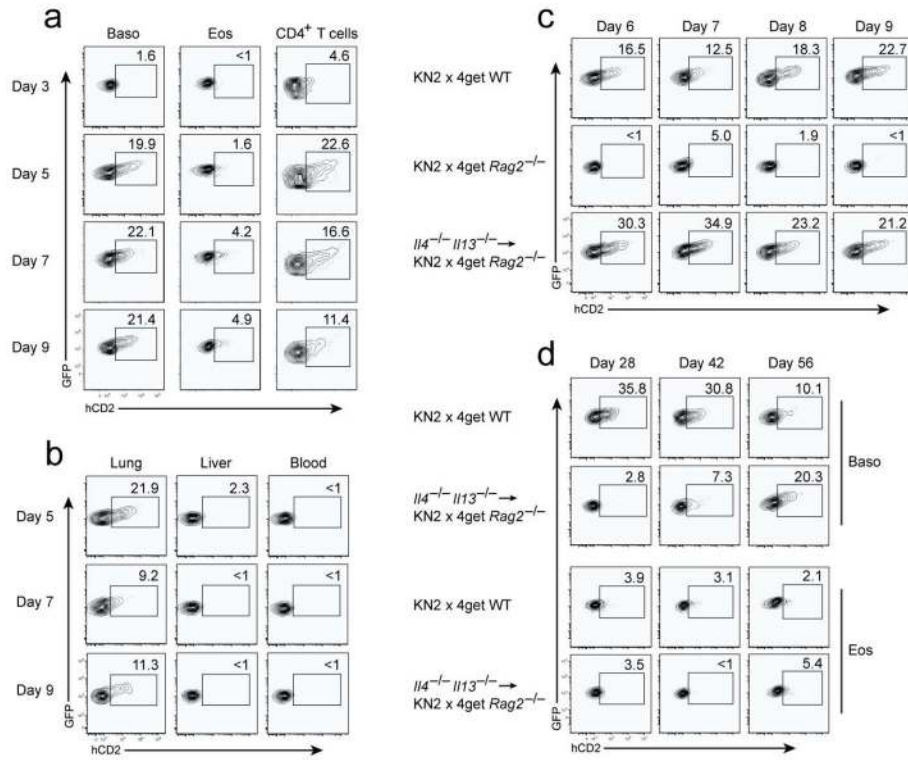 a
Baso Eos CD4+ T cells
Day 3 1.6 <1 4.6
Day 5 19.9 1.6 22.6
Day 7 22.1 4.2 16.6
Day 9 21.4 4.9 11.4
GFP
hCD2
b
Lung Liver Blood
Day 5 21.9 2.3 <1
Day 7 9.2 <1 <1
Day 9 11.3 <1 <1
GFP
hCD2
c
Day 6 Day 7 Day 8 Day 9
KN2 x 4get WT 16.5 12.5 18.3 22.7
KN2 x 4get Rag2−/− <1 5.0 1.9 <1
Il4−/− Il13−/− → 30.3 34.9 23.2 21.2
KN2 x 4get Rag2−/−
GFP
hCD2
d
Day 28 Day 42 Day 56
KN2 x 4get WT 35.8 30.8 10.1
Baso
Il4−/− Il13−/− → 2.8 7.3 20.3
KN2 x 4get Rag2−/−
KN2 x 4get WT 3.9 3.1 2.1
Eos
Il4−/− Il13−/− → 3.5 <1 5.4
KN2 x 4get Rag2−/−
GFP
hCD2